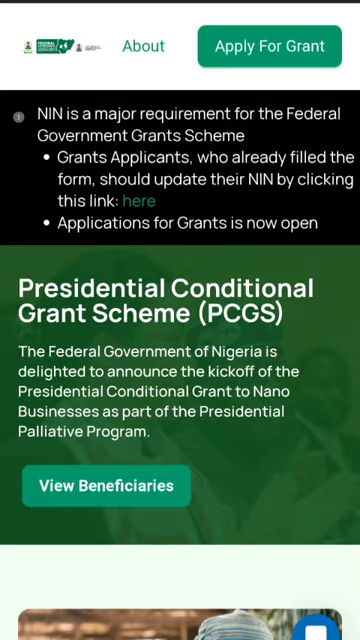 FEDERAL
About
Apply For Grant
NIN is a major requirement for the Federal
Government Grants Scheme
Grants Applicants, who already filled the
form, should update their NIN by clicking
this link: here
Applications for Grants is now open
Presidential Conditional
Grant Scheme (PCGS)
The Federal Government of Nigeria is
delighted to announce the kickoff of the
Presidential Conditional Grant to Nano
Businesses as part of the Presidential
Palliative Program.
View Beneficiaries